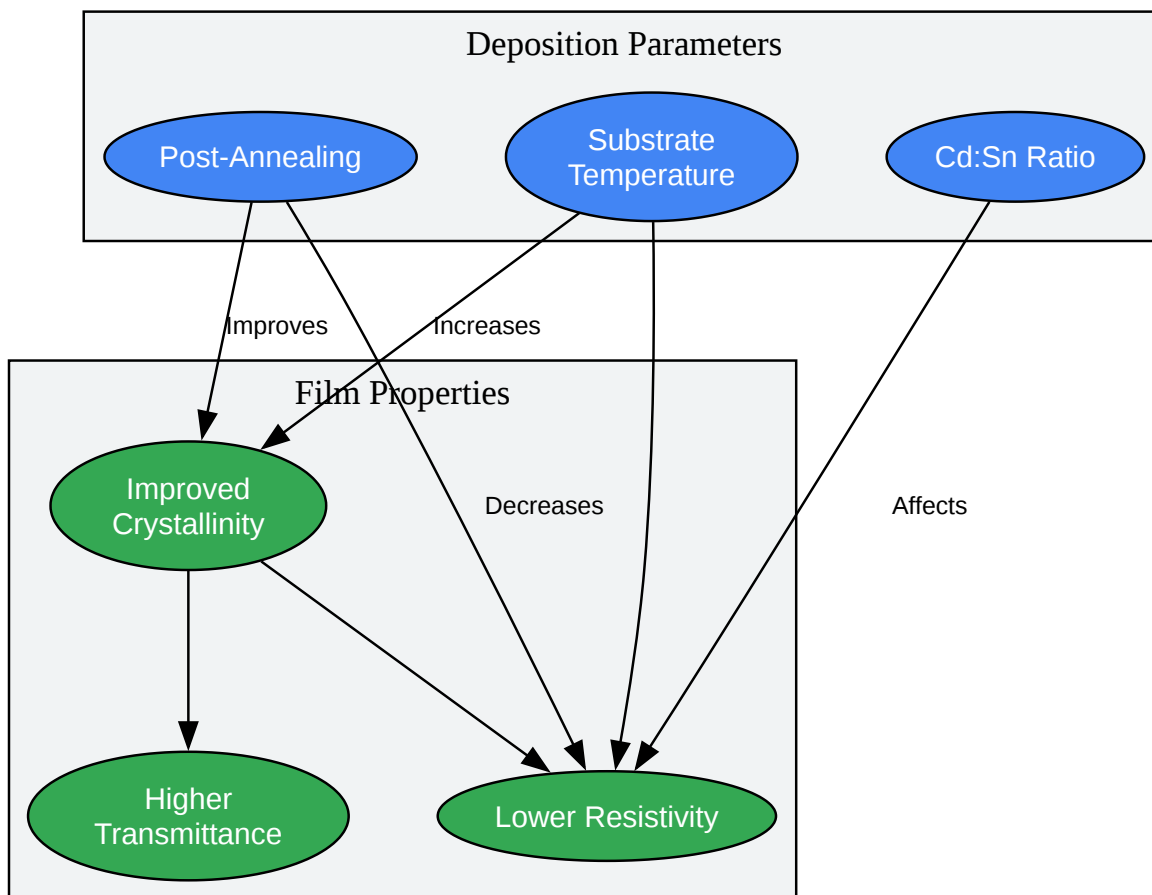 Deposition Parameters
Post-Annealing
Substrate
Temperature
Cd:Sn Ratio
Improves
Increases
Film Properties
Improved
Crystallinity
Decreases
Affects
Higher
Transmittance
Lower Resistivity